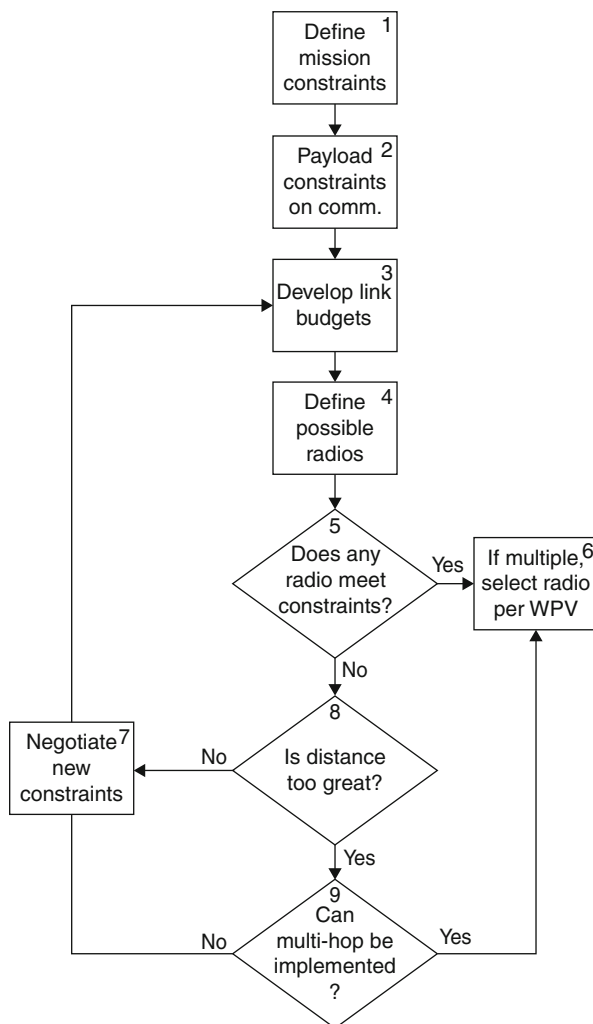 1
Define
mission
constraints
2
Payload
constraints
on comm.
3
Develop link
budgets
4
Define
possible
radios
5
Does any
radio meet
constraints?
Yes
6
If multiple,
select radio
per WPV
No
8
Is distance
too great?
No
7
Negotiate
new
constraints
Yes
9
Can
multi-hop be
implemented
?
No
Yes